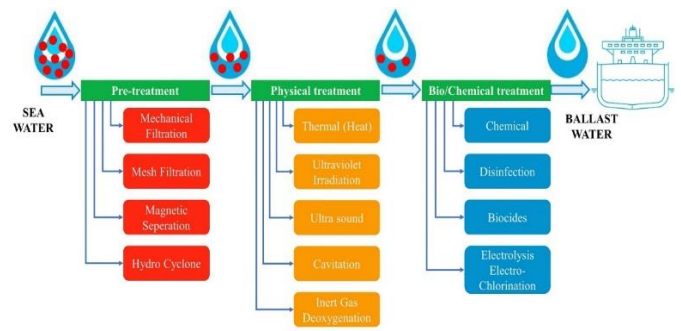 SEA
WATER
Pre-treatment
Mechanical
Filtration
Mesh Filtration
Magnetic
Seperation
Hydro Cyclone
Physical treatment
Thermal (Heat)
Ultraviolet
Irradiation
Ultra sound
Cavitation
Inert Gas
Deoxygenation
Bio/Chemical treatment
Chemical
Disinfection
Biocides
Electrolysis
Electro-
Chlorination
BALLAST
WATER